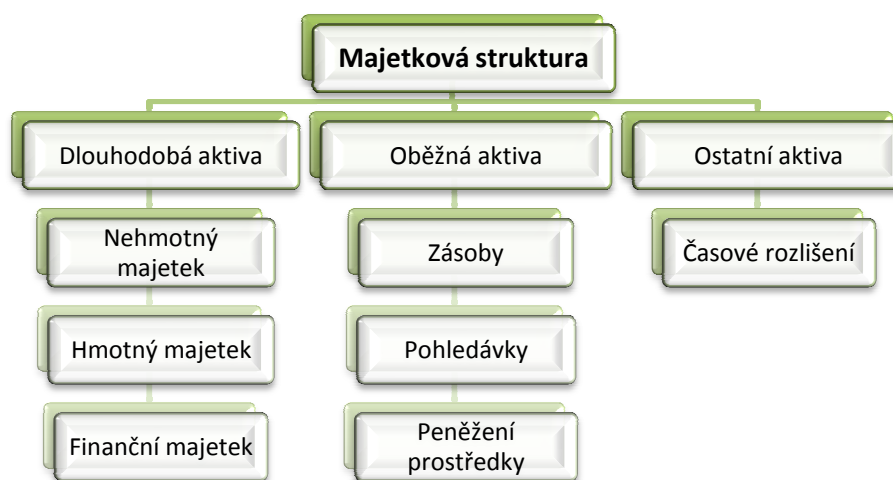 Majetková struktura
Dlouhodobá aktiva
Oběžná aktiva
Ostatní aktiva
Nehmotný
majetek
Zásoby
Časové rozlišení
Hmotný majetek
Pohledávky
Finanční majetek
Peněžení
prostředky